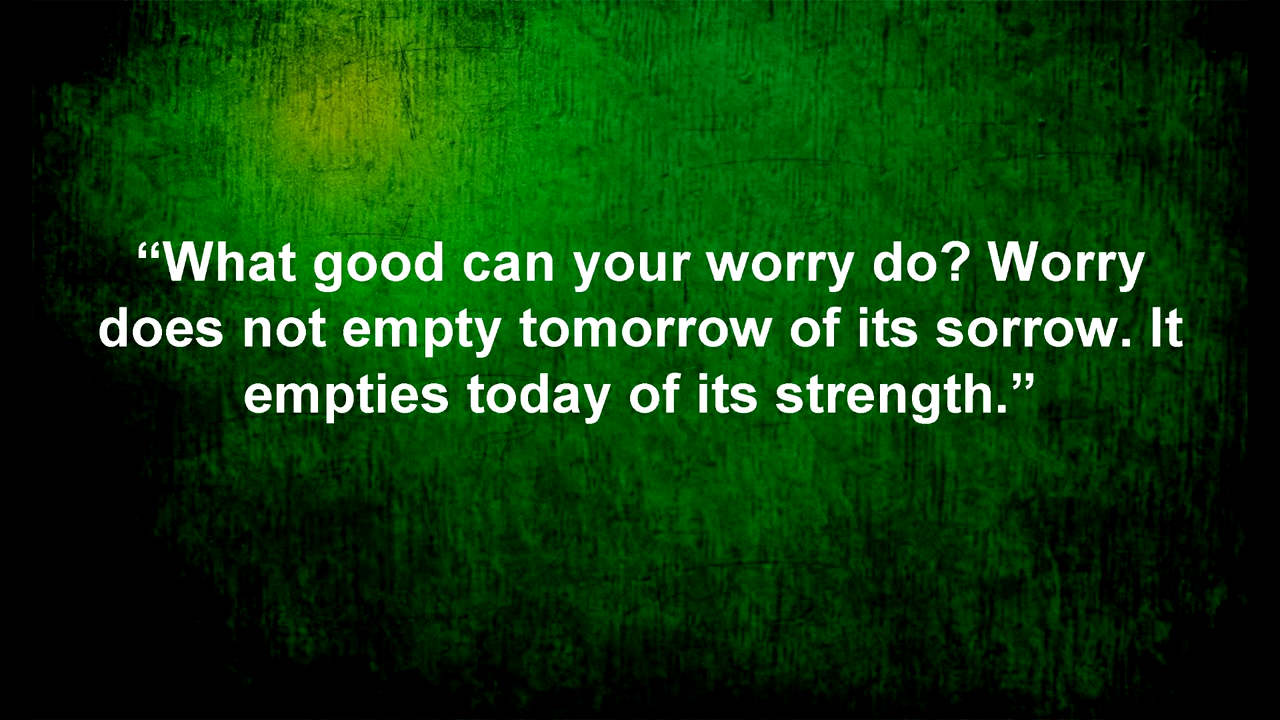 “What good can your worry do? Worry
does not empty tomorrow of its sorrow. It
empties today of its strength.”